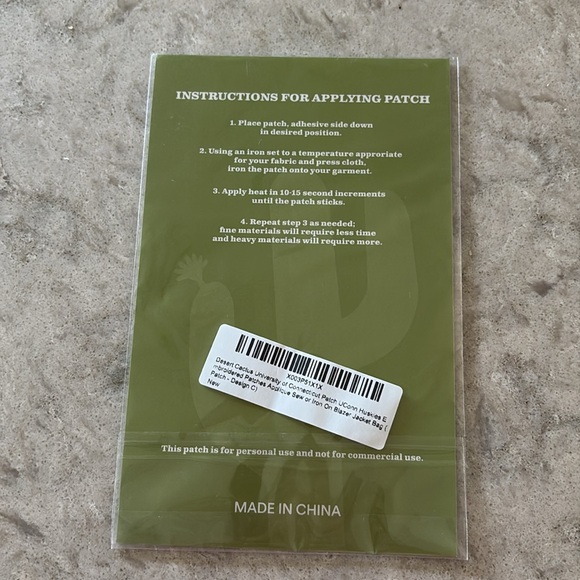 INSTRUCTIONS FOR APPLYING PATCH
1. Place patch, adhesive side down
in desired position.
2. Using an iron set to a temperature approriate
for your fabric and press cloth,
iron the patch onto your garment.
3. Apply heat in 10-15 second increments
until the patch sticks.
4. Repeat step 3 as needed;
fine materials will require less time
and heavy materials will require more.
X003P51X1X
Desert Cactus University of Connecticut Patch UConn Huskies E
mbroidered Patches Applique Sew or Iron On Blazer Jacket Bag (
Patch - Design C)
New
This patch is for personal use and not for commercial use.
MADE IN CHINA